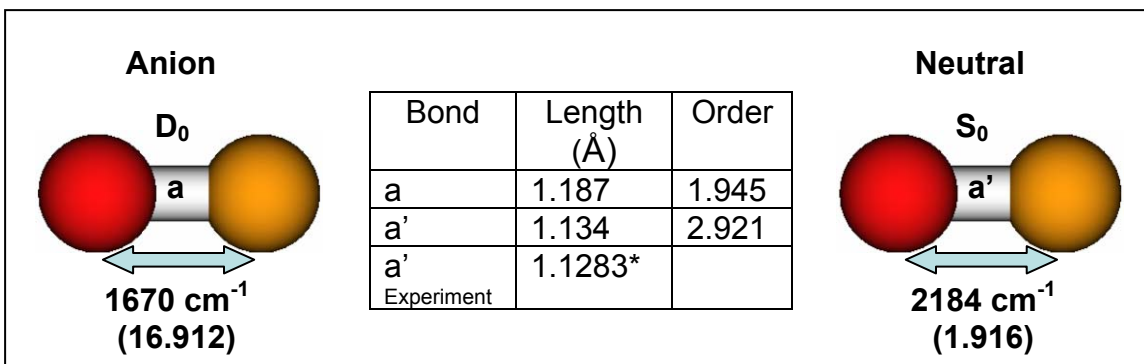 Anion
D₀
a
1670 cm⁻¹
(16.912)
Bond Length (Å) Order
a 1.187 1.945
a’ 1.134 2.921
a’ Experiment 1.1283*
Neutral
S₀
a’
2184 cm⁻¹
(1.916)